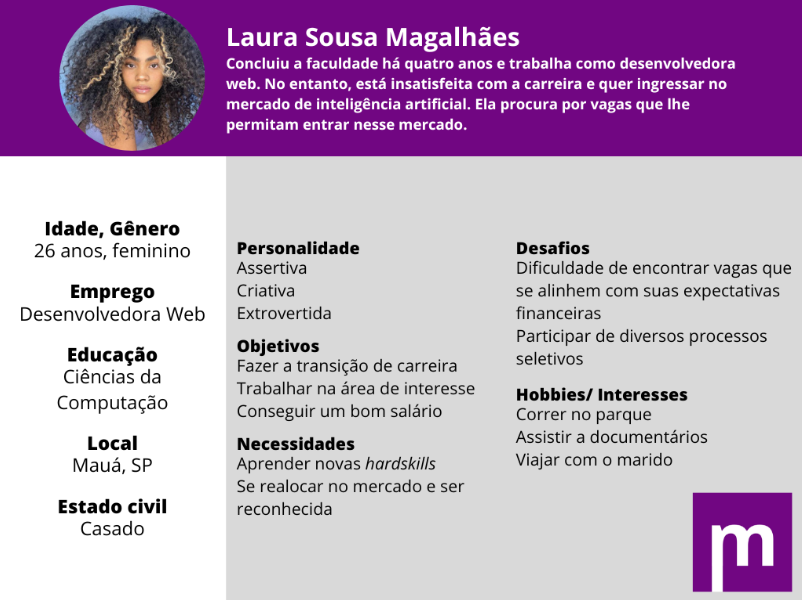 Laura Sousa Magalhães
Concluiu a faculdade há quatro anos e trabalha como desenvolvedora
web. No entanto, está insatisfeita com a carreira e quer ingressar no
mercado de inteligência artificial. Ela procura por vagas que lhe
permitam entrar nesse mercado.
Idade, Gênero
26 anos, feminino
Emprego
Desenvolvedora Web
Educação
Ciências da
Computação
Local
Mauá, SP
Estado civil
Casado
Personalidade
Assertiva
Criativa
Extrovertida
Objetivos
Fazer a transição de carreira
Trabalhar na área de interesse
Conseguir um bom salário
Necessidades
Aprender novas hardskills
Se realocar no mercado e ser
reconhecida
Desafios
Dificuldade de encontrar vagas que
se alinhem com suas expectativas
financeiras
Participar de diversos processos
seletivos
Hobbies/ Interesses
Correr no parque
Assistir a documentários
Viajar com o marido
m